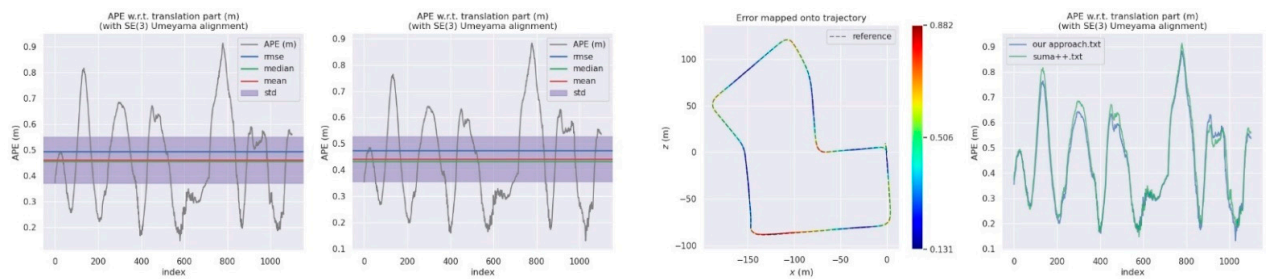 APE w.r.t. translation part (m)
(with SE(3) Umeyama alignment)
0.9
0.8
0.7
0.6
0.5
0.4
0.3
0.2
APE (m)
APE (m)
rmse
median
mean
std
0
200
400
600
800
1000
index
APE w.r.t. translation part (m)
(with SE(3) Umeyama alignment)
0.9
0.8
0.7
0.6
0.5
0.4
0.3
0.2
0.1
APE (m)
APE (m)
rmse
median
mean
std
0
200
400
600
800
1000
index
Error mapped onto trajectory
reference
100
50
0
−50
−100
z (m)
−150
−100
−50
0
x (m)
0.882
0.506
0.131
APE w.r.t. translation part (m)
(with SE(3) Umeyama alignment)
our approach.txt
suma++.txt
0.9
0.8
0.7
0.6
0.5
0.4
0.3
0.2
0.1
APE (m)
0
200
400
600
800
1000
index